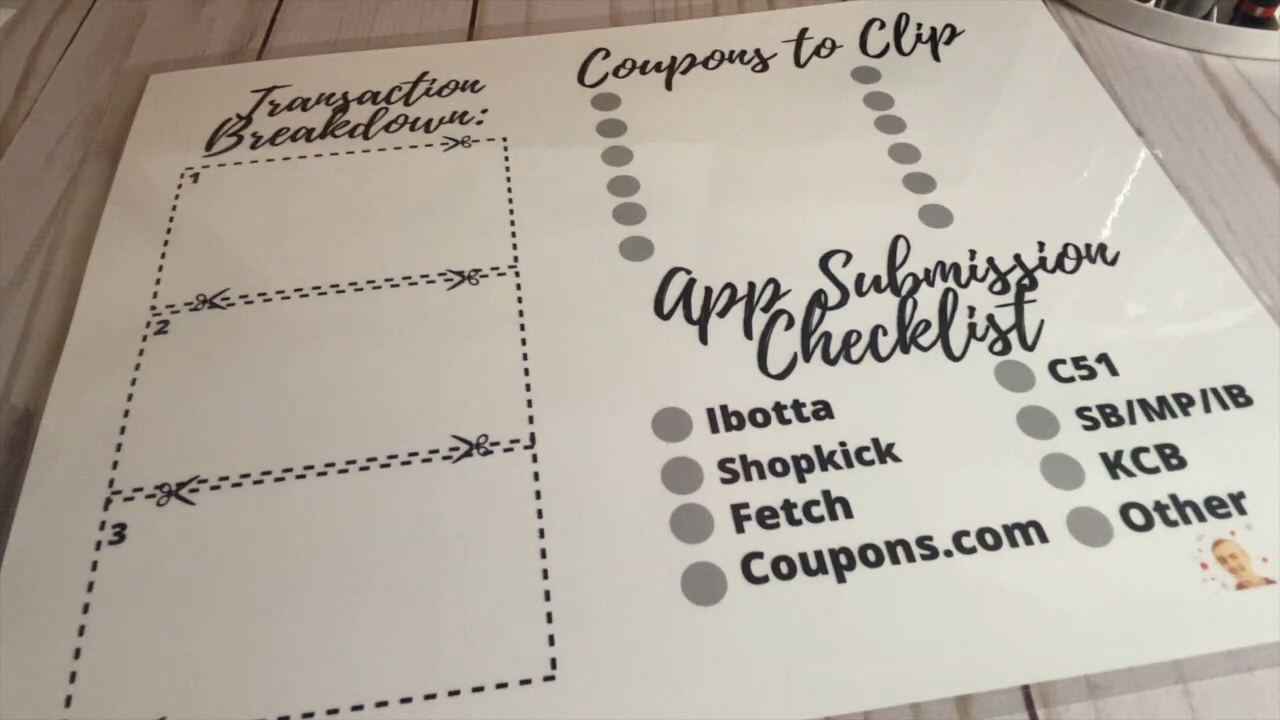 Transaction
Breakdown:
1
2
3
Coupons to Clip
App Submission
Checklist
Ibotta
Shopkick
Fetch
Coupons.com
C51
SB/MP/IB
KCB
Other